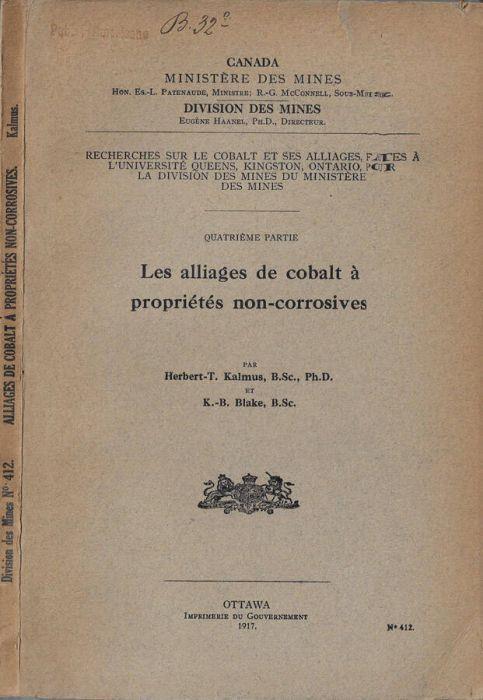 B. 32e
CANADA
MINISTÈRE DES MINES
HON. ES.-L. PATENAUDE, MINISTRE; R.-G. MCCONNELL,
DIVISION DES MINES
EUGÈNE HAANEL, PH.D., DIRECTEUR.
RECHERCHES SUR LE COBALT ET SES ALLIAGES, FAITES À
L'UNIVERSITÉ QUEENS, KINGSTON, ONTARIO, POUR
LA DIVISION DES MINES DU MINISTÈRE
DES MINES
QUATRIÈME PARTIE
Les alliages de cobalt à
propriétés non-corrosives
PAR
Herbert-T. Kalmus, B.Sc., Ph.D.
ET
K.-B. Blake, B.Sc.
OTTAWA
IMPRIMERIE DU GOUVERNEMENT
1917.
No 412.
Division des Mines No 412. ALLIAGES DE COBALT À PROPRIÉTÉS NON-CORROSIVES. Kalmus.